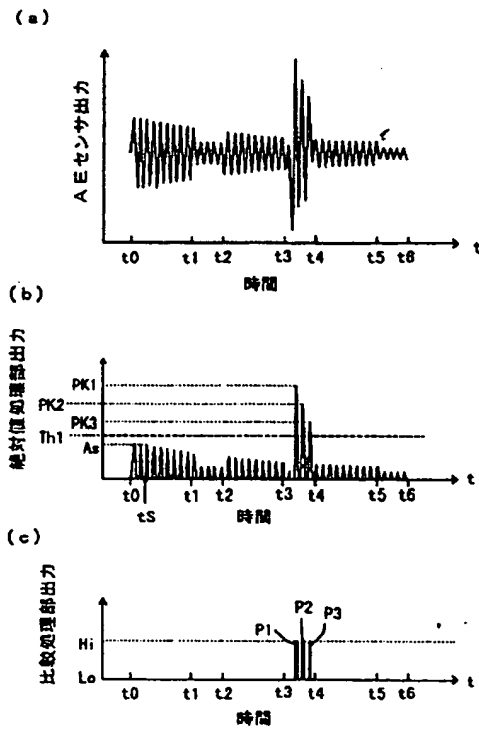 (a)
AEセンサ出力
t0 t1 t2 t3 t4 t5 t6 t
時間
(b)
絶対値処理部出力
PK1
PK2
PK3
Th1
As
t0 tS t1 t2 t3 t4 t5 t6 t
時間
(c)
比較処理部出力
P1 P2 P3
Hi
Lo
t0 t1 t2 t3 t4 t5 t6 t
時間